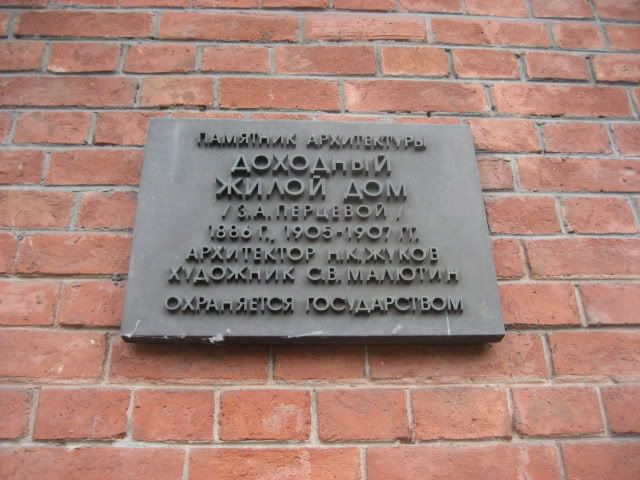 ПАМЯТНИК АРХИТЕКТУРЫ
ДОХОДНЫЙ
ЖИЛОЙ ДОМ
/З.А. ПЕРЦЕВОЙ/
1886 Г., 1905-1907 ГГ.
АРХИТЕКТОР Н.К. ЖУКОВ
ХУДОЖНИК С.В. МАЛЮТИН
ОХРАНЯЕТСЯ ГОСУДАРСТВОМ